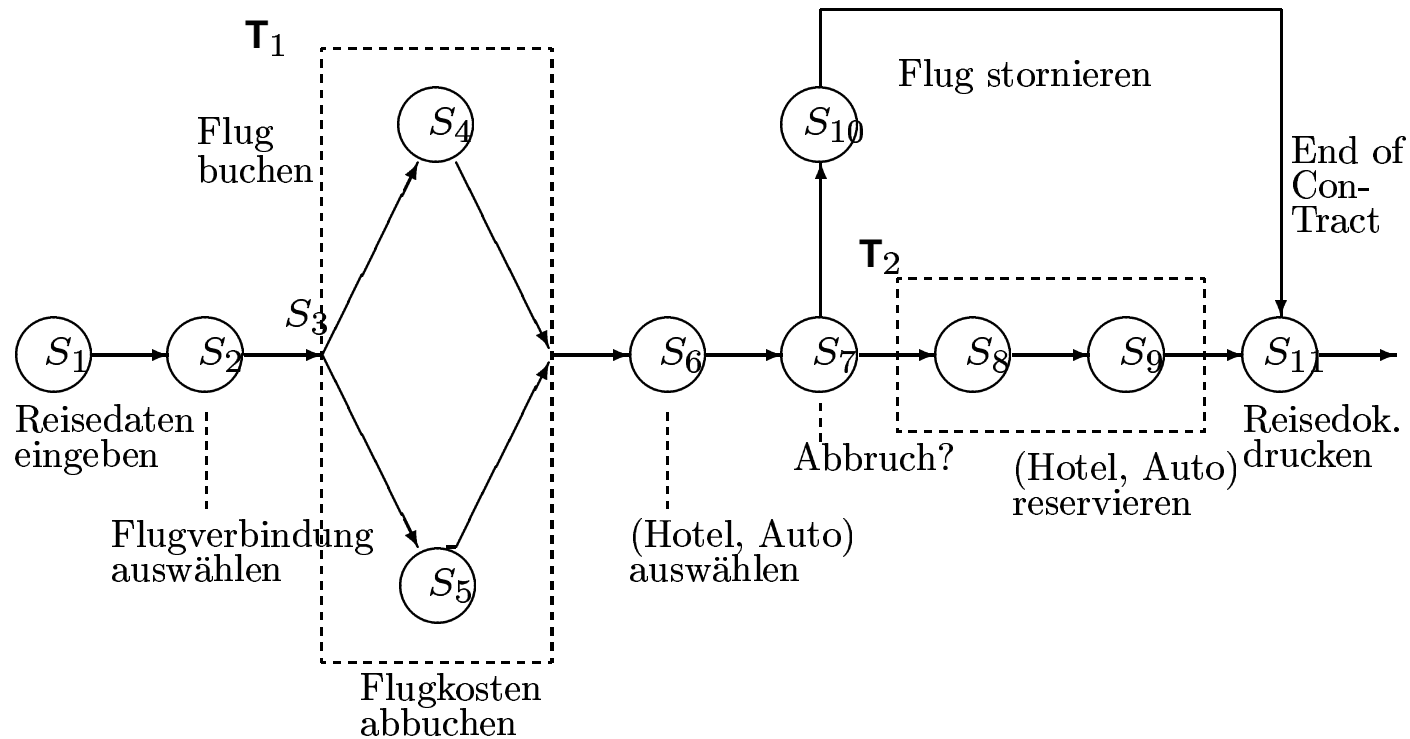 T1
Flug stornieren
S4
S10
Flug
buchen
End of
Con-
Tract
T2
S3
S1
S2
S6
S7
S8
S9
S11
Reisedaten
eingeben
Reisedok.
drucken
Abbruch?
(Hotel, Auto)
reservieren
Flugverbindung
auswählen
(Hotel, Auto)
auswählen
S5
Flugkosten
abbuchen